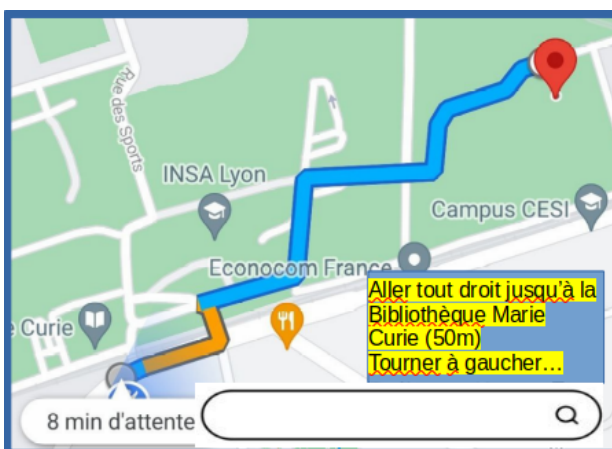 Rue des Sports
INSA Lyon
Campus CESI
Econocom France
e Curie
Aller tout droit jusqu'à la
Bibliothèque Marie
Curie (50m)
Tourner à gaucher…
8 min d'attente